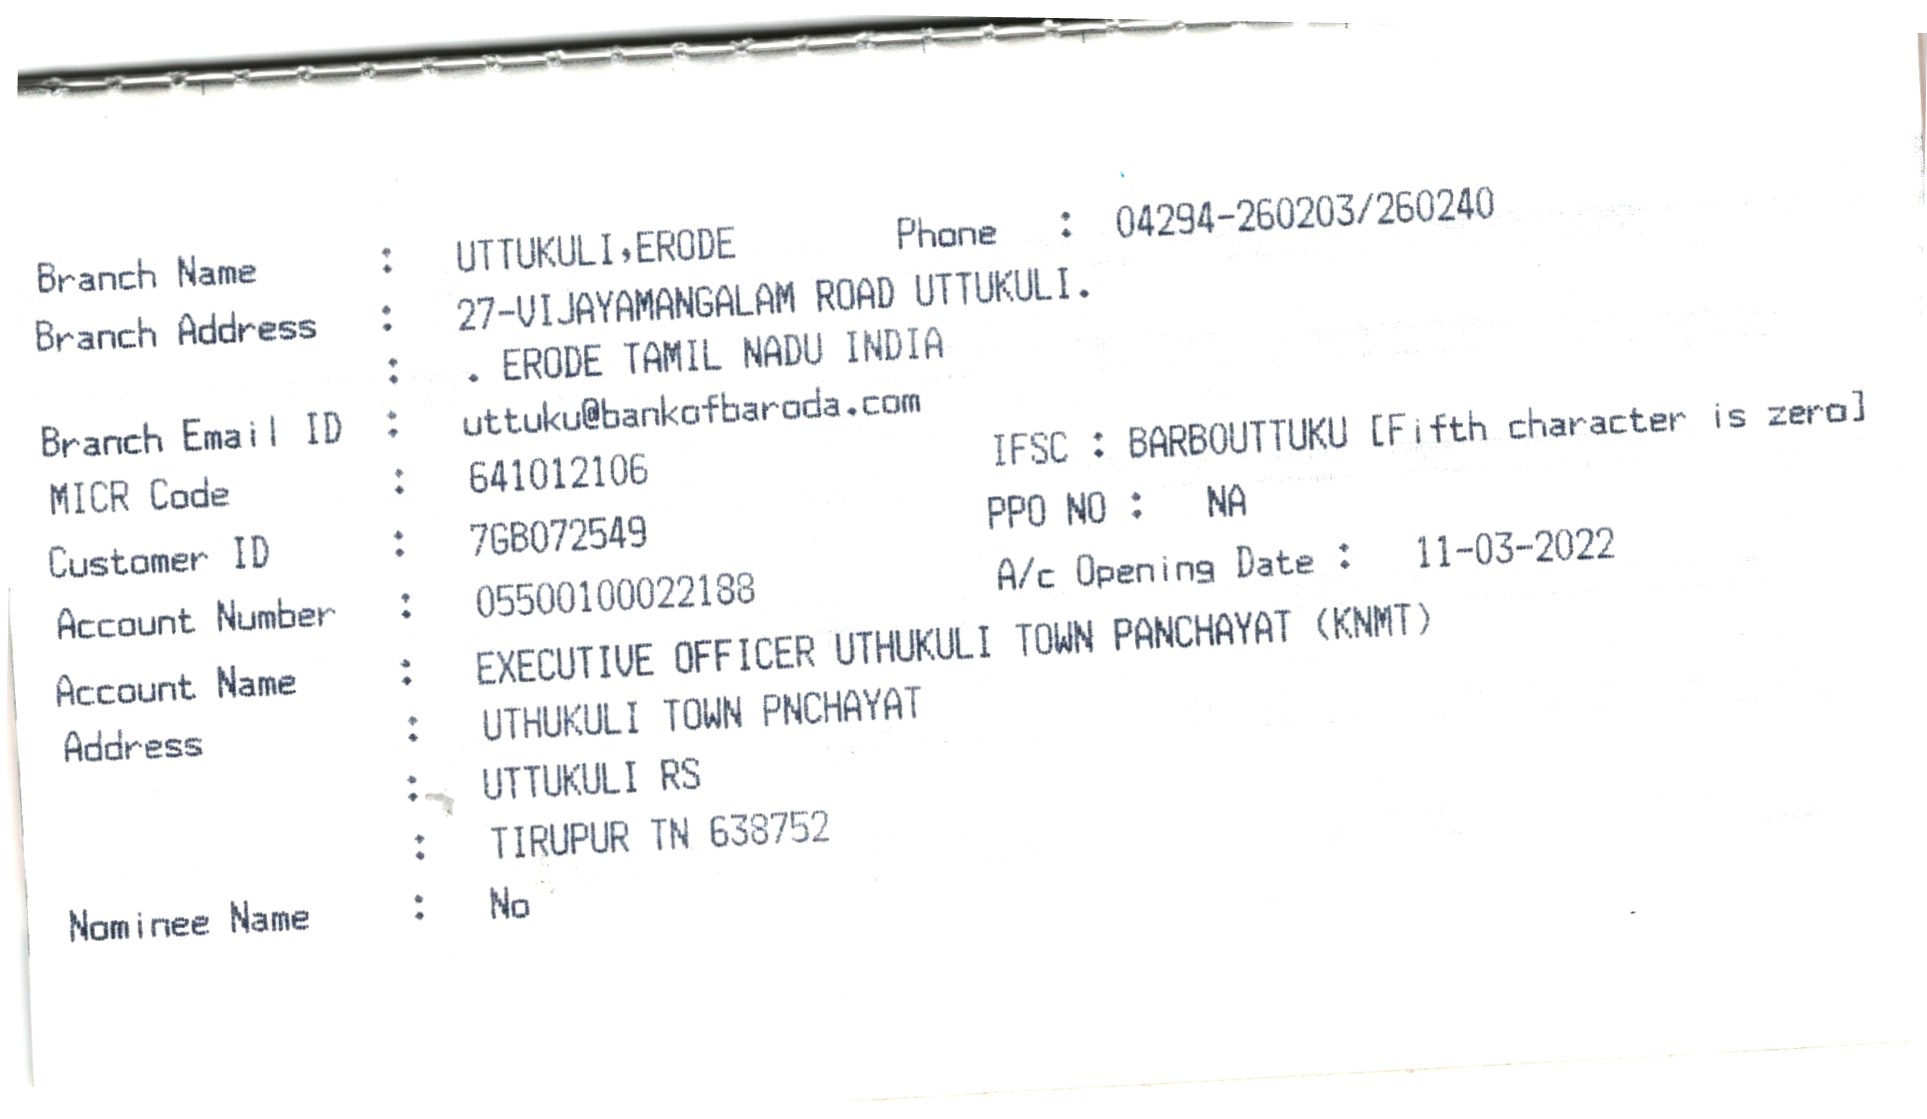 Branch Name : UTTUKULI,ERODE Phone : 04294-260203/260240
Branch Address : 27-VIJAYAMANGALAM ROAD UTTUKULI.
: . ERODE TAMIL NADU INDIA
Branch Email ID : uttuku@bankofbaroda.com
MICR Code : 641012106 IFSC : BARB0UTTUKU [Fifth character is zero]
Customer ID : 7GB072549 PPO NO : NA
Account Number : 05500100022188 A/c Opening Date : 11-03-2022
Account Name : EXECUTIVE OFFICER UTHUKULI TOWN PANCHAYAT (KNMT)
Address : UTHUKULI TOWN PNCHAYAT
: UTTUKULI RS
: TIRUPUR TN 638752
Nominee Name : No